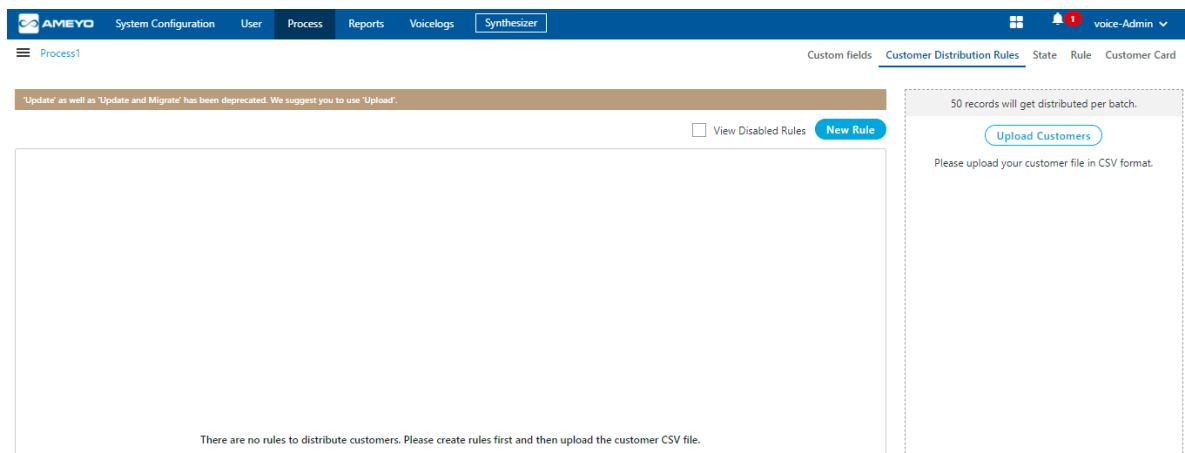 AMEYO System Configuration User Process Reports Voicelogs Synthesizer 1 voice-Admin
Process1 Custom fields Customer Distribution Rules State Rule Customer Card
'Update' as well as 'Update and Migrate' has been deprecated. We suggest you to use 'Upload'.
50 records will get distributed per batch.
View Disabled Rules New Rule
Upload Customers
Please upload your customer file in CSV format.
There are no rules to distribute customers. Please create rules first and then upload the customer CSV file.